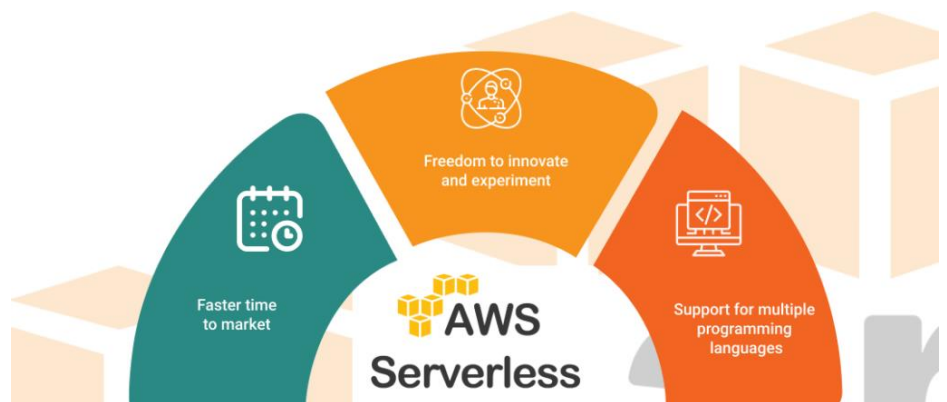 Freedom to innovate
and experiment
Faster time
to market
Support for multiple
programming
languages
</>
AWS
Serverless